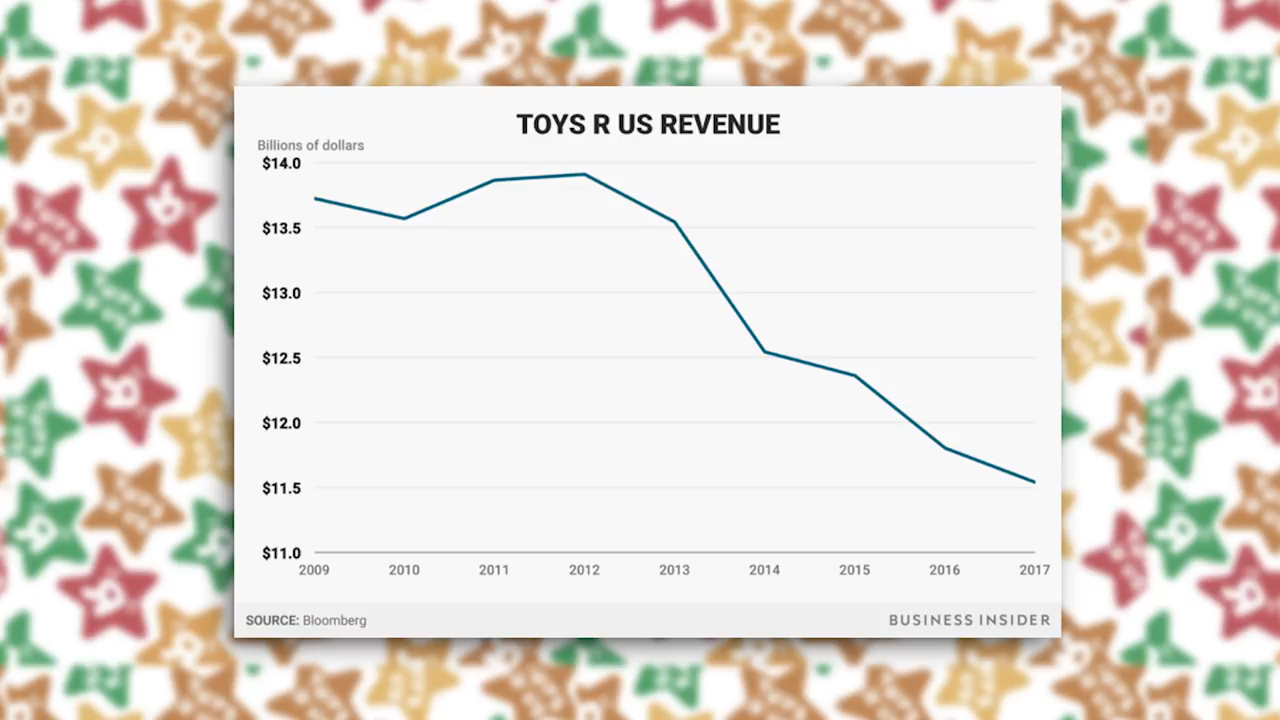 TOYS R US REVENUE
Billions of dollars
$14.0
$13.5
$13.0
$12.5
$12.0
$11.5
$11.0
2009 2010 2011 2012 2013 2014 2015 2016 2017
SOURCE: Bloomberg
BUSINESS INSIDER